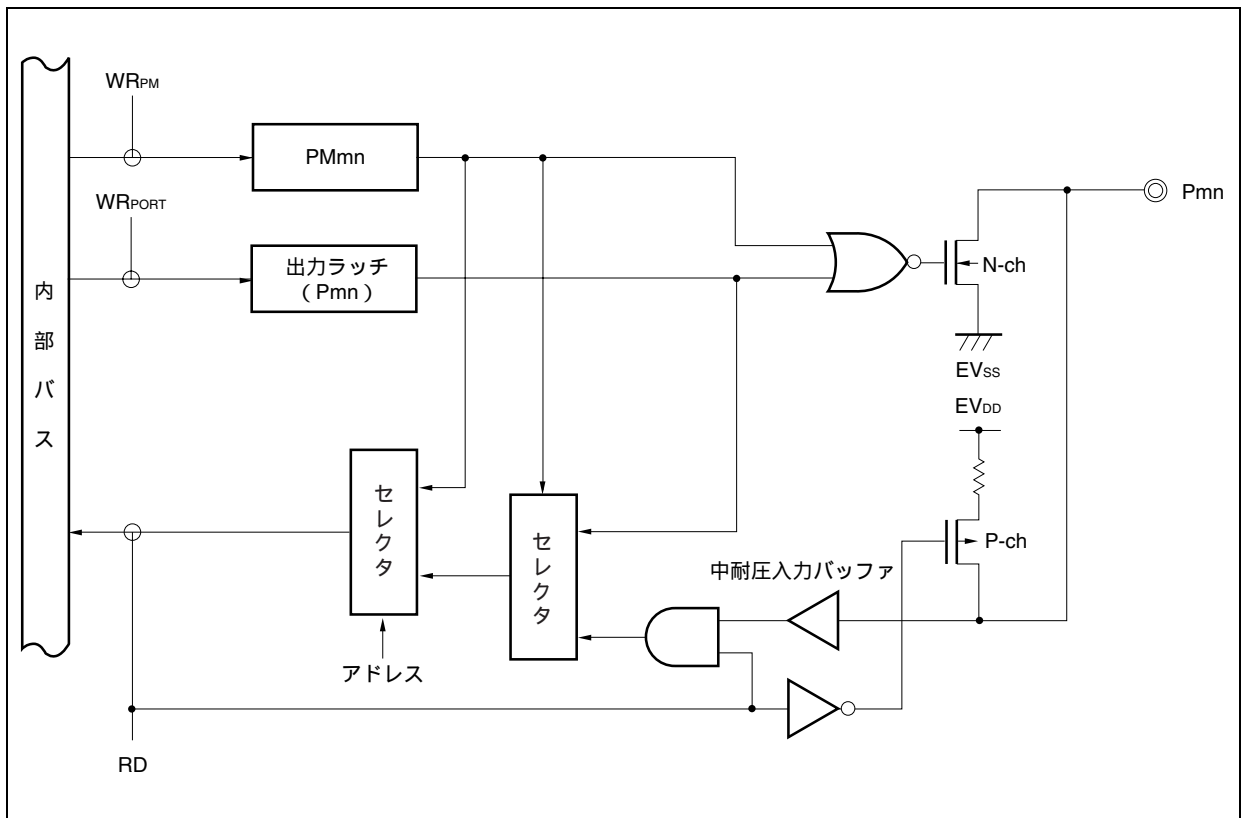 WRPM
PMmn
WRPORT
出力ラッチ
(Pmn)
Pmn
N-ch
EVSS
EVDD
P-ch
内部バス
セレクタ
セレクタ
中耐圧入力バッファ
アドレス
RD